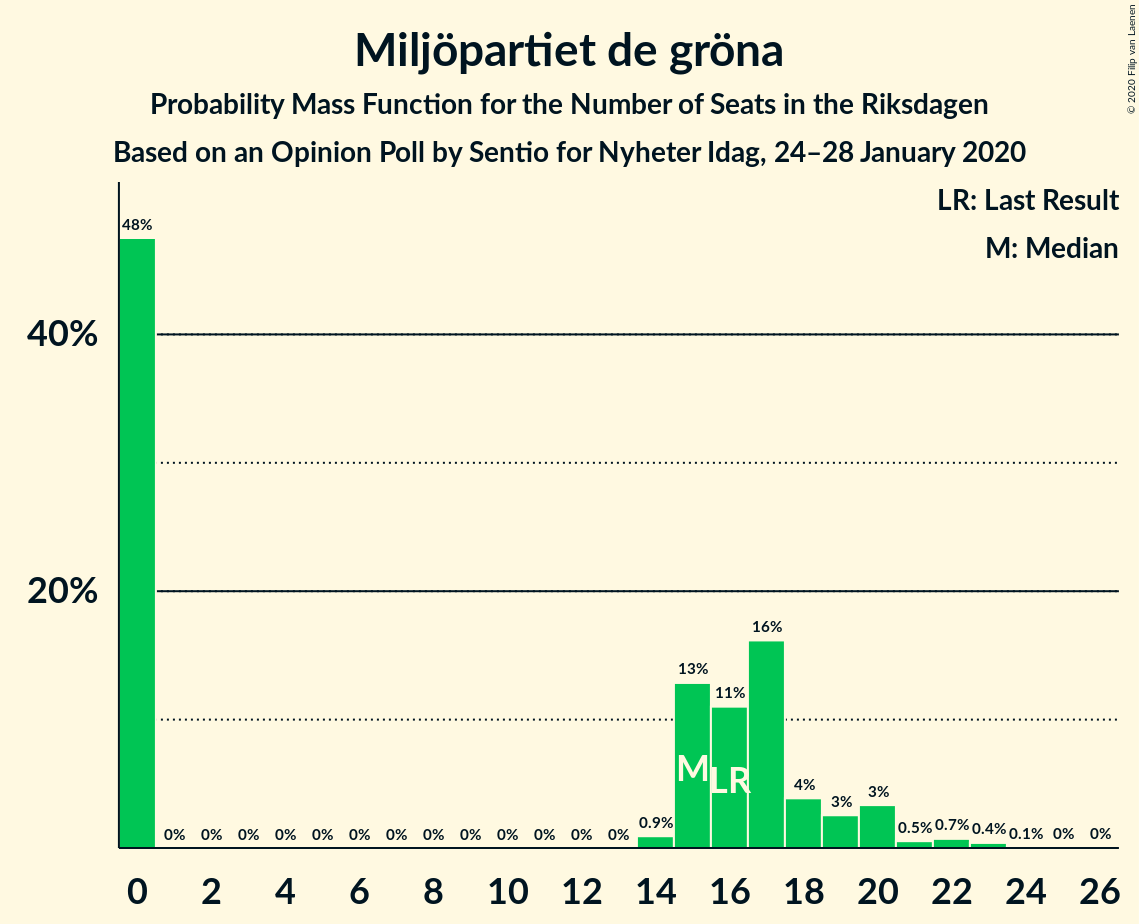 Miljöpartiet de gröna
Probability Mass Function for the Number of Seats in the Riksdagen
Based on an Opinion Poll by Sentio for Nyheter Idag, 24–28 January 2020
© 2020 Filip van Laenen
LR: Last Result
M: Median
48%
40%
20%
16%
13%
11%
M
LR
4%
3%
3%
0.9%
0.5%
0.7%
0.4%
0.1%
0% 0% 0% 0% 0% 0% 0% 0% 0% 0% 0% 0% 0% 0% 0%
0 2 4 6 8 10 12 14 16 18 20 22 24 26